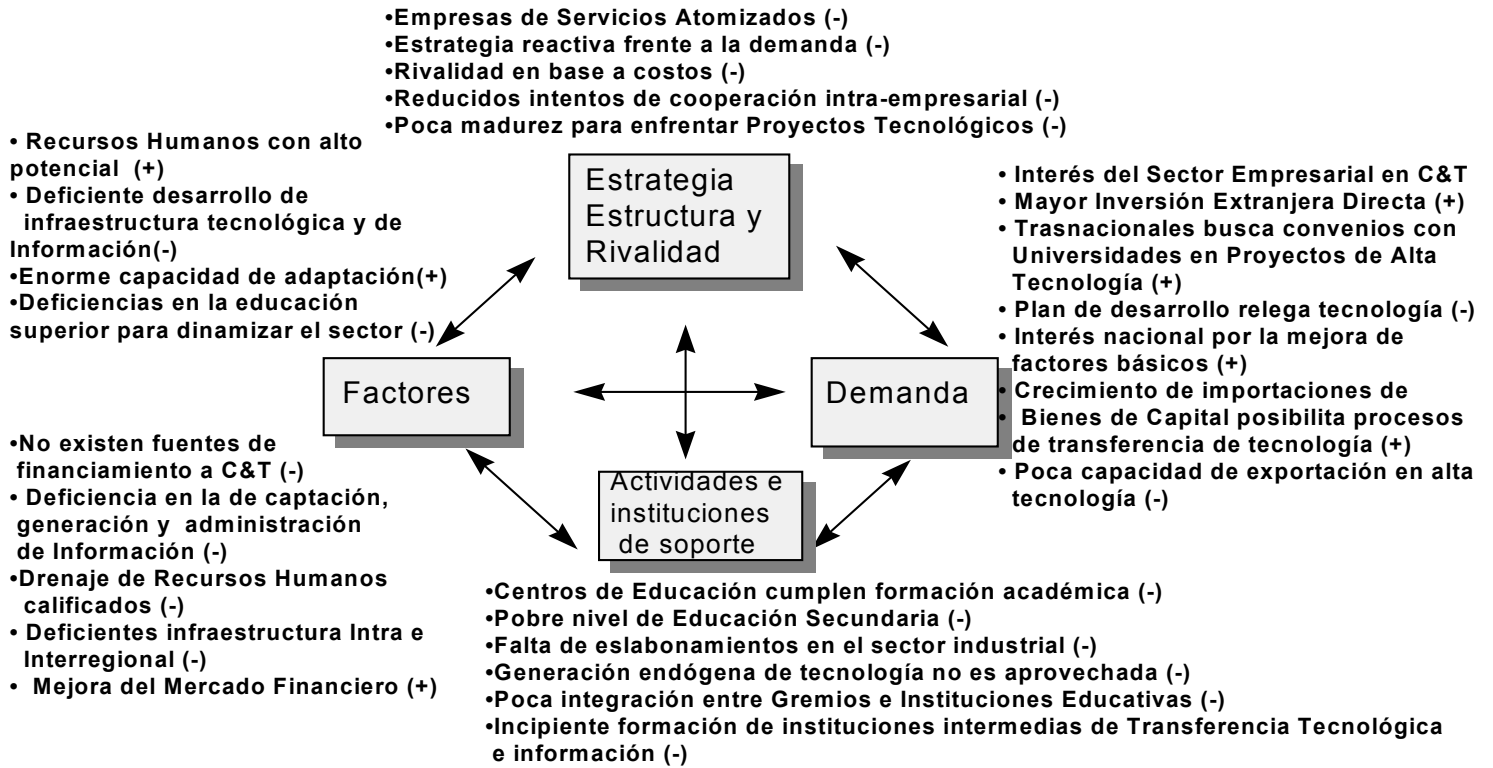 •Empresas de Servicios Atomizados (-)
•Estrategia reactiva frente a la demanda (-)
•Rivalidad en base a costos (-)
•Reducidos intentos de cooperación intra-empresarial (-)
•Poca madurez para enfrentar Proyectos Tecnológicos (-)
• Recursos Humanos con alto
potencial (+)
• Deficiente desarrollo de
infraestructura tecnológica y de
Información(-)
•Enorme capacidad de adaptación(+)
•Deficiencias en la educación
superior para dinamizar el sector (-)
Estrategia
Estructura y
Rivalidad
• Interés del Sector Empresarial en C&T
• Mayor Inversión Extranjera Directa (+)
• Trasnacionales busca convenios con
Universidades en Proyectos de Alta
Tecnología (+)
• Plan de desarrollo relega tecnología (-)
• Interés nacional por la mejora de
factores básicos (+)
• Crecimiento de importaciones de
• Bienes de Capital posibilita procesos
de transferencia de tecnología (+)
• Poca capacidad de exportación en alta
tecnología (-)
Factores
Demanda
•No existen fuentes de
financiamiento a C&T (-)
• Deficiencia en la de captación,
generación y administración
de Información (-)
•Drenaje de Recursos Humanos
calificados (-)
• Deficientes infraestructura Intra e
Interregional (-)
• Mejora del Mercado Financiero (+)
Actividades e
instituciones
de soporte
•Centros de Educación cumplen formación académica (-)
•Pobre nivel de Educación Secundaria (-)
•Falta de eslabonamientos en el sector industrial (-)
•Generación endógena de tecnología no es aprovechada (-)
•Poca integración entre Gremios e Instituciones Educativas (-)
•Incipiente formación de instituciones intermedias de Transferencia Tecnológica
e información (-)